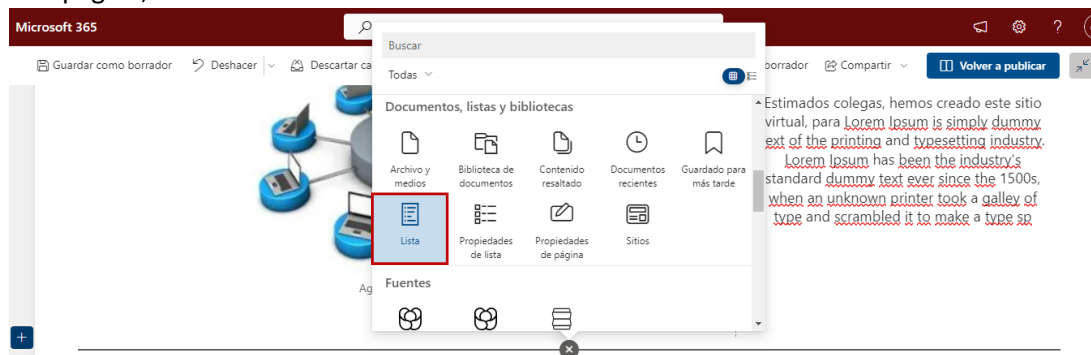 Microsoft 365
Guardar como borrador
Deshacer
Descartar ca
borrador
Compartir
Volver a publicar
Buscar
Todas
Documentos, listas y bibliotecas
Archivo y
medios
Biblioteca de
documentos
Contenido
resaltado
Documentos
recientes
Guardado para
más tarde
Lista
Propiedades
de lista
Propiedades
de página
Sitios
Fuentes
Ag
Estimados colegas, hemos creado este sitio
virtual, para Lorem Ipsum is simply dummy
ext of the printing and typesetting industry.
Lorem Ipsum has been the industry's
standard dummy text ever since the 1500s,
when an unknown printer took a galley of
type and scrambled it to make a type sp